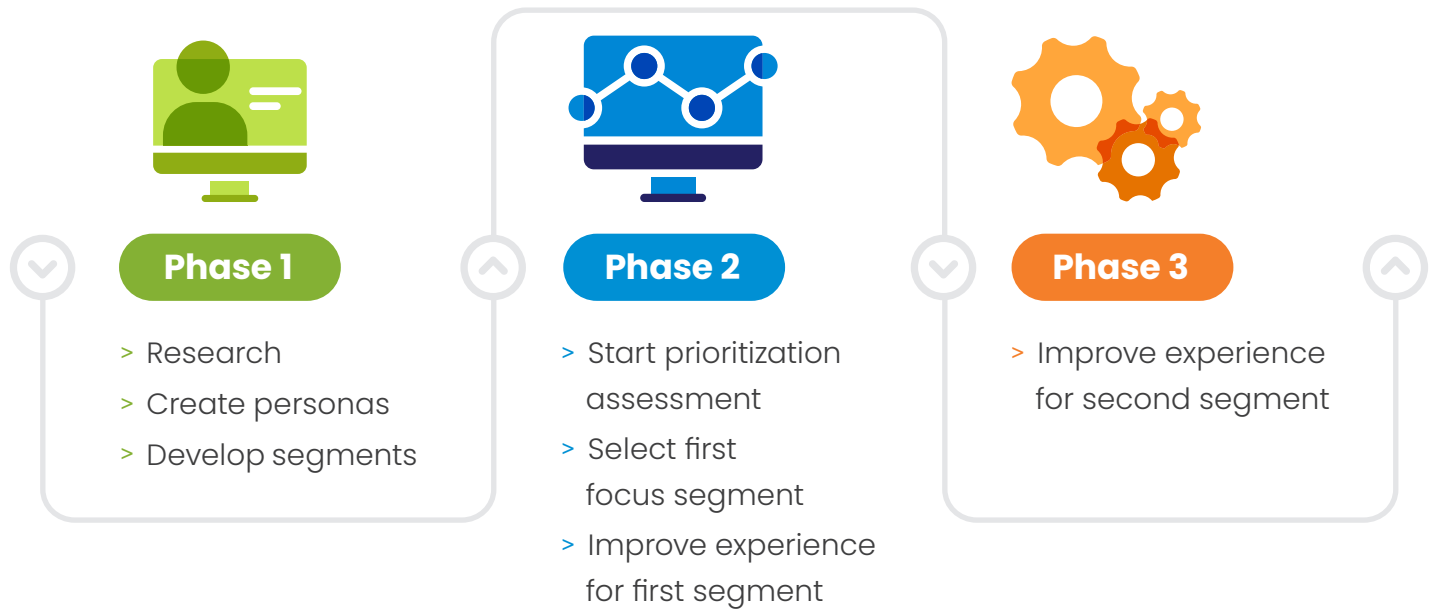 Phase 1
> Research
> Create personas
> Develop segments
Phase 2
> Start prioritization
assessment
> Select first
focus segment
> Improve experience
for first segment
Phase 3
> Improve experience
for second segment